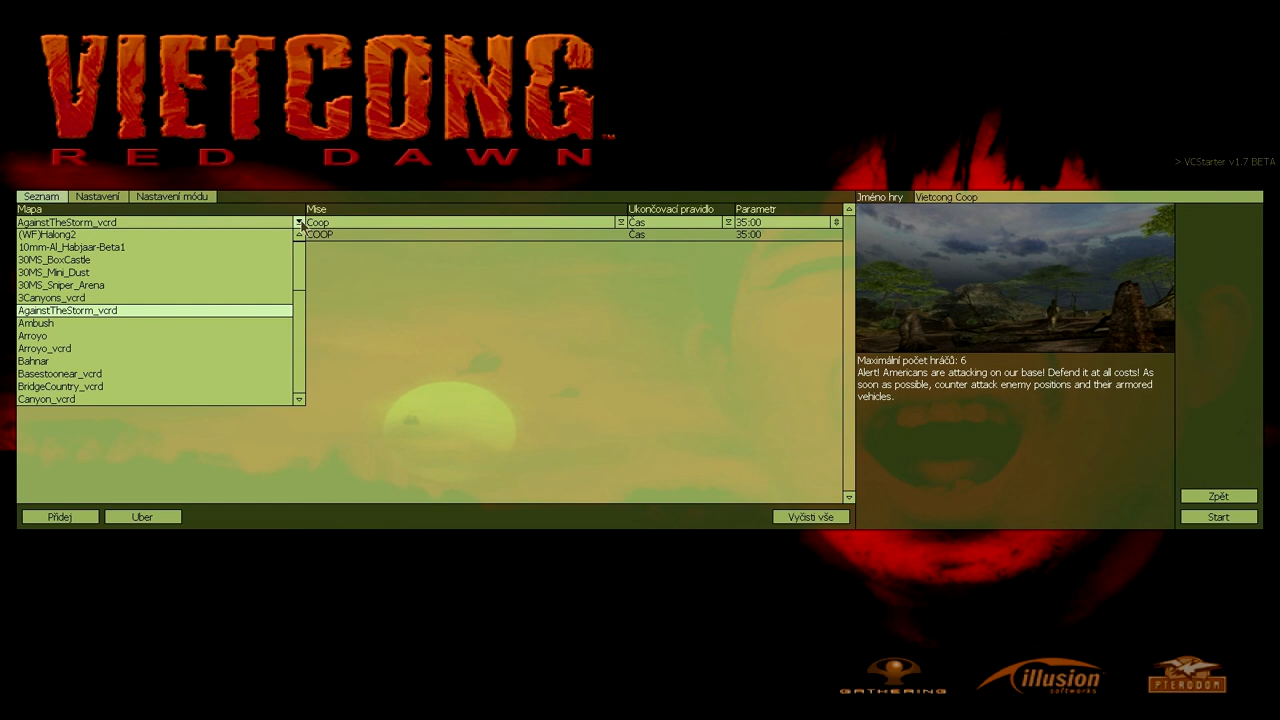 VIETCONG™
RED DAWN
> VCStarter v1.7 BETA
Seznam Nastavení Nastavení módu
Jméno hry Vietcong Coop
Mapa Mise Ukončovací pravidlo Parametr
AgainstTheStorm_vcrd Coop Čas 35:00
(WF)Halong2 COOP Čas 35:00
10mm-Al_Habjaar-Beta1
30MS_BoxCastle
30MS_Mini_Dust
30MS_Sniper_Arena
3Canyons_vcrd
AgainstTheStorm_vcrd
Ambush
Arroyo
Arroyo_vcrd
Bahnar
Basestoonear_vcrd
BridgeCountry_vcrd
Canyon_vcrd
Maximální počet hráčů: 6
Alert! Americans are attacking on our base! Defend it at all costs! As
soon as possible, counter attack enemy positions and their armored
vehicles.
Zpět
Přidej Uber Vyčisti vše Start
GATHERING
illusion
softworks
PTERODON